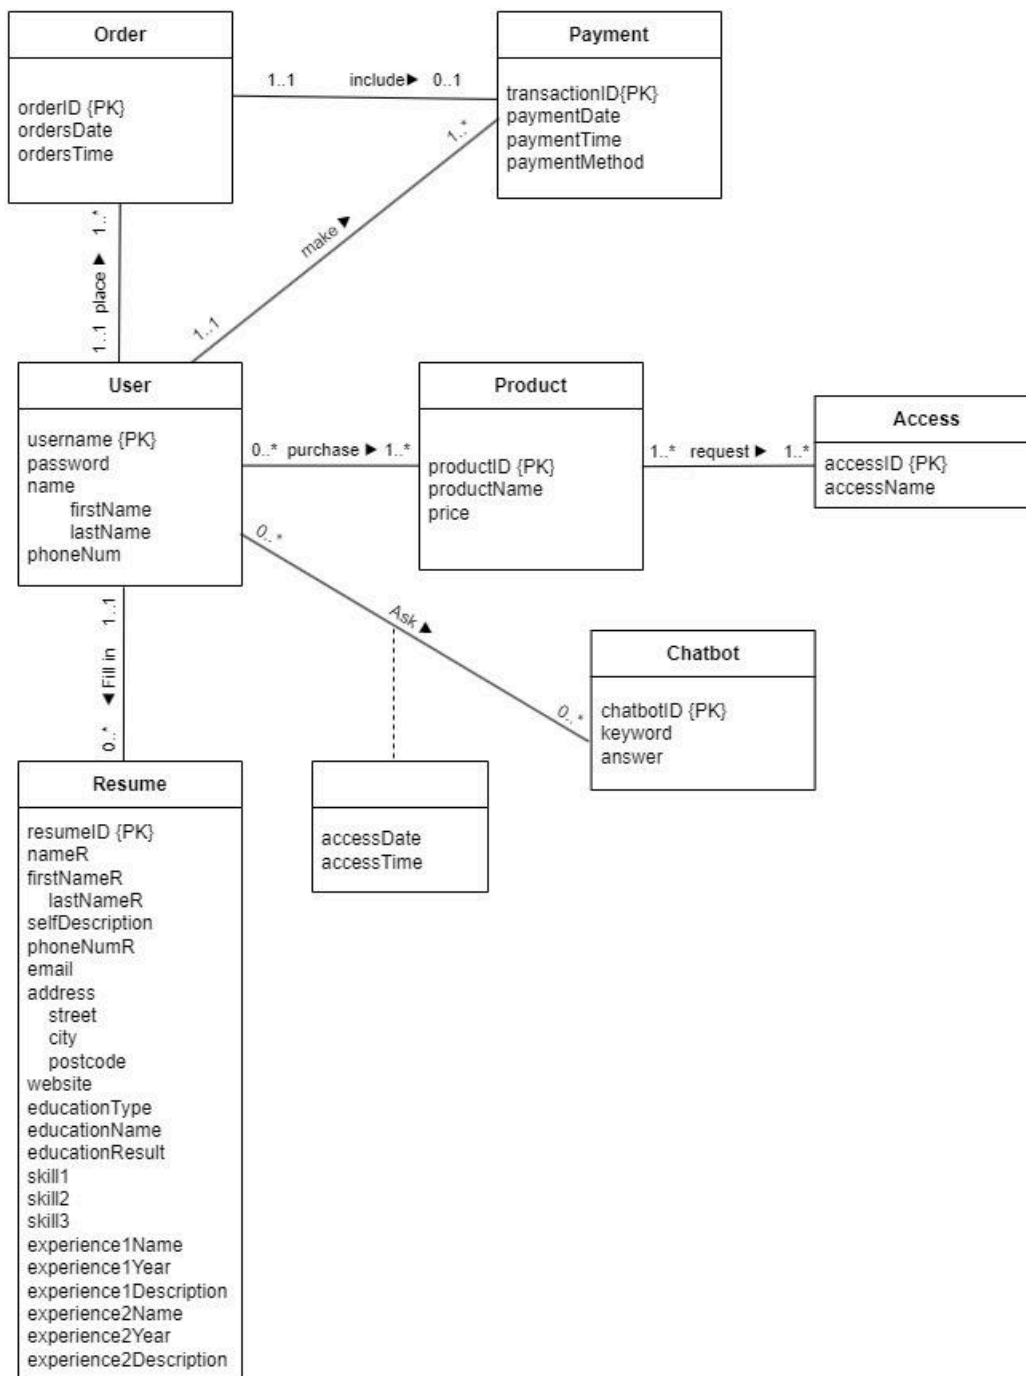 Order
orderID {PK}
ordersDate
ordersTime
1..1 include► 0..1
Payment
transactionID{PK}
paymentDate
paymentTime
paymentMethod
1..1 place ► 1..*
1..1 make ► 1..*
User
username {PK}
password
name
firstName
lastName
phoneNum
0..* purchase ► 1..*
Product
productID {PK}
productName
price
1..* request ► 1..*
Access
accessID {PK}
accessName
0..* Ask ▲ 0..*
Chatbot
chatbotID {PK}
keyword
answer
accessDate
accessTime
0..* ◄Fill in 1..1
Resume
resumeID {PK}
nameR
firstNameR
lastNameR
selfDescription
phoneNumR
email
address
street
city
postcode
website
educationType
educationName
educationResult
skill1
skill2
skill3
experience1Name
experience1Year
experience1Description
experience2Name
experience2Year
experience2Description